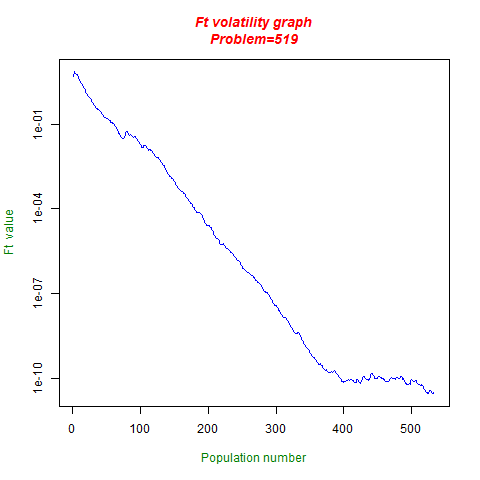 Ft volatility graph
Problem=519
1e-01
1e-04
1e-07
1e-10
Ft value
0 100 200 300 400 500
Population number